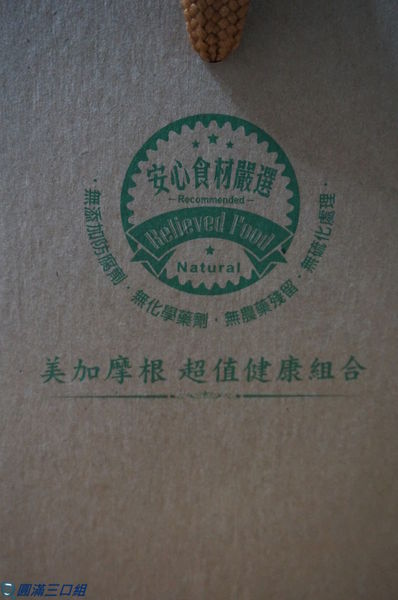 安心食材嚴選
Recommended
Relieved Food
Natural
·無添加防腐劑·無化學藥劑·無農藥殘留·無硫化處理·
美加摩根 超值健康組合
圓滿三口組